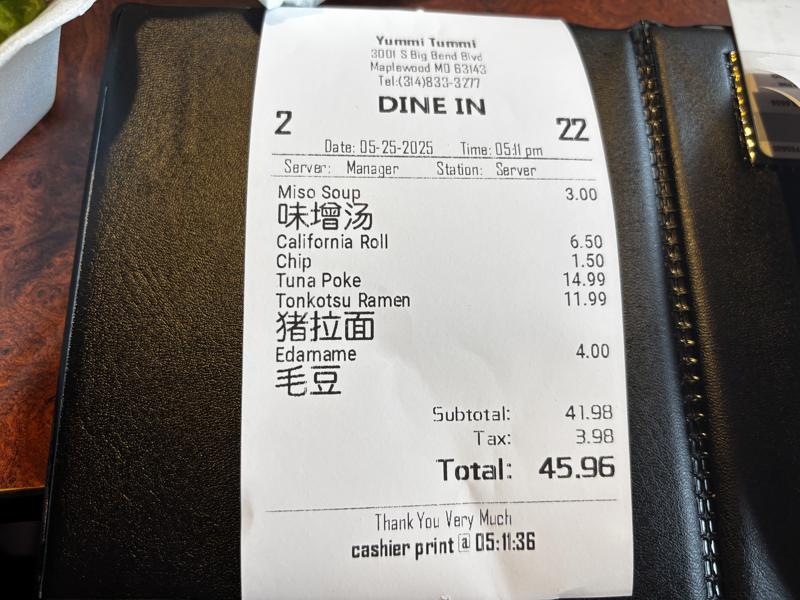 Yummi Tummi
3001 S Big Bend Blvd
Maplewood MO 63143
Tel:(314)833-3277
DINE IN
2 22
Date: 05-25-2025 Time: 05:11 pm
Server: Manager Station: Server
Miso Soup 3.00
味增汤
California Roll 6.50
Chip 1.50
Tuna Poke 14.99
Tonkotsu Ramen 11.99
猪拉面
Edamame 4.00
毛豆
Subtotal: 41.98
Tax: 3.98
Total: 45.96
Thank You Very Much
cashier print @ 05:11:36